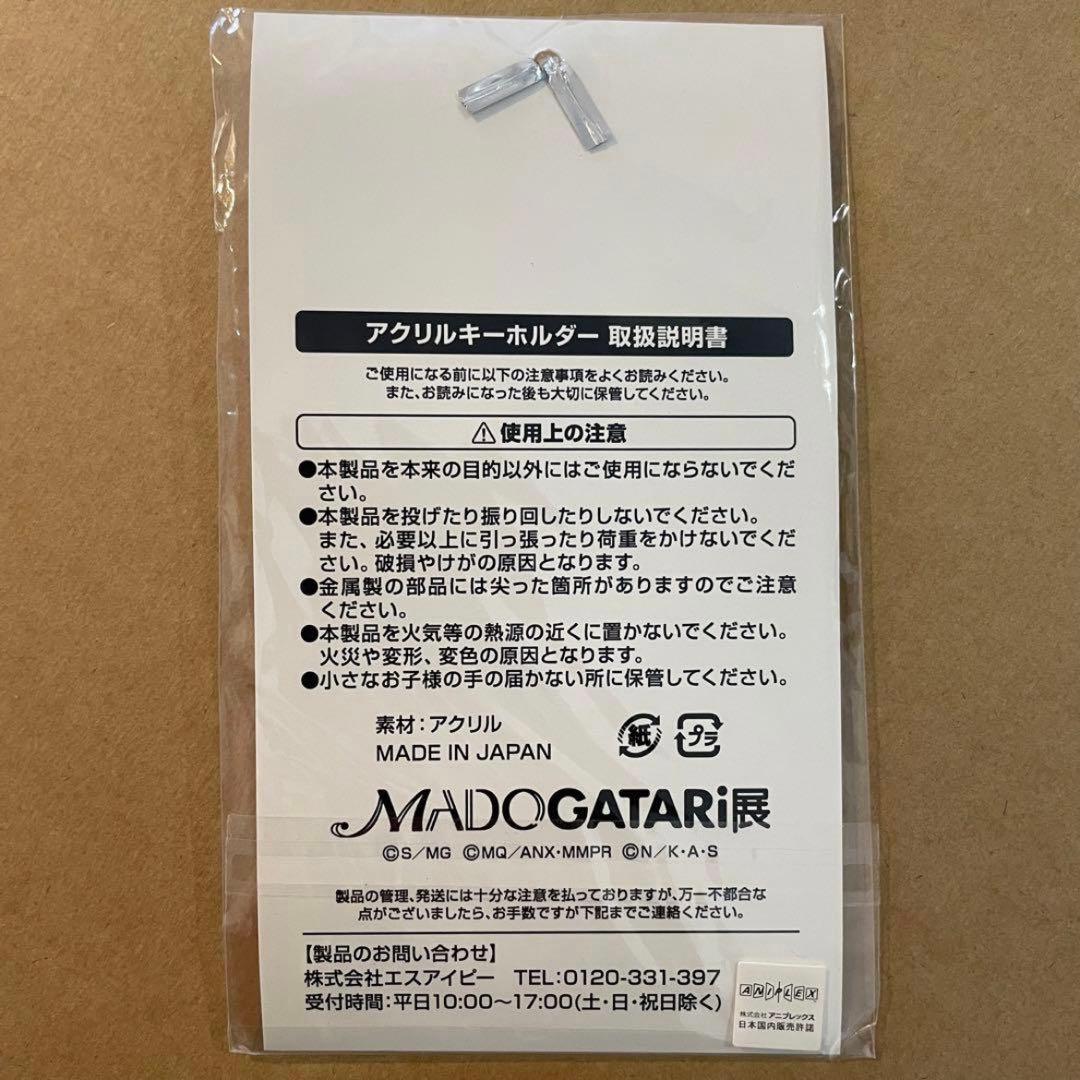 アクリルキーホルダー 取扱説明書
ご使用になる前に以下の注意事項をよくお読みください。
また、お読みになった後も大切に保管してください。
⚠使用上の注意
●本製品を本来の目的以外にはご使用にならないでくだ
さい。
●本製品を投げたり振り回したりしないでください。
また、必要以上に引っ張ったり荷重をかけないでくだ
さい。破損やけがの原因となります。
●金属製の部品には尖った箇所がありますのでご注意
ください。
●本製品を火気等の熱源の近くに置かないでください。
火災や変形、変色の原因となります。
●小さなお子様の手の届かない所に保管してください。
素材:アクリル
MADE IN JAPAN
紙 プラ
MADOGATARi展
©S/MG ©MQ/ANX・MMPR ©N/K・A・S
製品の管理、発送には十分な注意を払っておりますが、万一不都合な
点がございましたら、お手数ですが下記までご連絡ください。
【製品のお問い合わせ】
株式会社エスアイピー TEL:0120-331-397
受付時間:平日10:00〜17:00(土・日・祝日除く)
ANIPLEX
株式会社アニプレックス
日本国内販売許諾